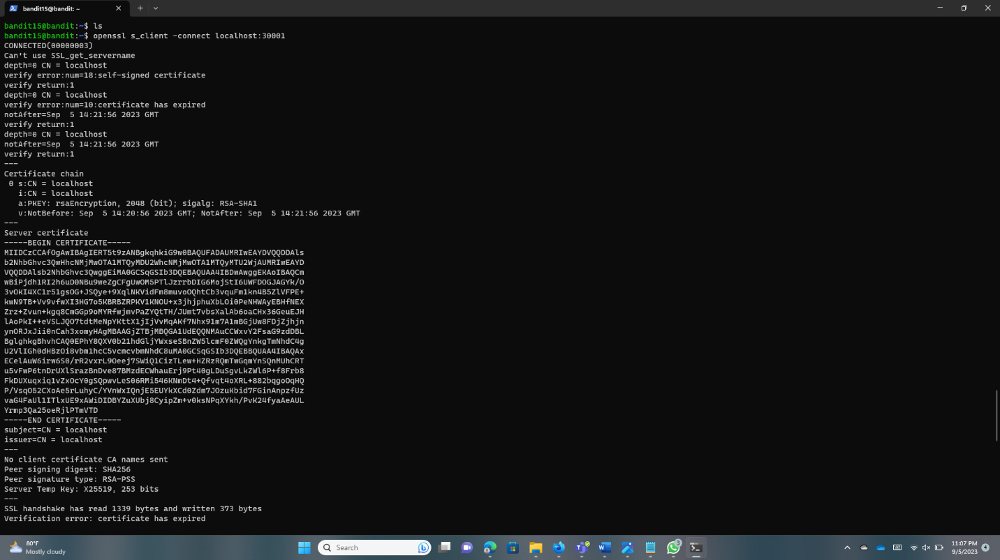 bandit15@bandit: ~
bandit15@bandit:~$ ls
bandit15@bandit:~$ openssl s_client -connect localhost:30001
CONNECTED(00000003)
Can't use SSL_get_servername
depth=0 CN = localhost
verify error:num=18:self-signed certificate
verify return:1
depth=0 CN = localhost
verify error:num=10:certificate has expired
notAfter=Sep  5 14:21:56 2023 GMT
verify return:1
depth=0 CN = localhost
notAfter=Sep  5 14:21:56 2023 GMT
verify return:1
---
Certificate chain
 0 s:CN = localhost
   i:CN = localhost
   a:PKEY: rsaEncryption, 2048 (bit); sigalg: RSA-SHA1
   v:NotBefore: Sep  5 14:20:56 2023 GMT; NotAfter: Sep  5 14:21:56 2023 GMT
---
Server certificate
-----BEGIN CERTIFICATE-----
MIIDCzCCAfOgAwIBAgIERT5t9zANBgkqhkiG9w0BAQUFADAUMRIwEAYDVQQDDAls
b2NhbGhvc3QwHhcNMjMwOTA1MTQyMDU2WhcNMjMwOTA1MTQyMTU2WjAUMRIwEAYD
VQQDDAlsb2NhbGhvc3QwggEiMA0GCSqGSIb3DQEBAQUAA4IBDwAwggEKAoIBAQCm
wBiPjdh1RI2h6uD0NBu9weZgCFgUwOM5PTlJzrrbDIG6MojStI6UWFDOGJAGYk/O
3vOKI4XC1r51gsOG+JSQye+9XqlNKVidFm8muvoOQhtCb3vquFm1kn4B5ZlVFPE+
kwN9TB+Vv9vfwXI3HG7o5KBRBZRPKV1KNOU+x3jhjphuXbLOi0PeNHWAyEBHfNEX
Zrz+Zvun+kgq8CmGGp9oMYRfwjmvPaZYQtTH/JUmt7vbsXalAb6oaCHx36GeuEJH
lAoPkI++eVSLJQO7tdtMeNpYKttX1jIjVvMqAKf7Nhx91m7A1mBGjUw8FDjZjhjn
ynORJxJii0nCah3xomyHAgMBAAGjZTBjMBQGA1UdEQQNMAuCCWxvY2FsaG9zdDBL
BglghkgBhvhCAQ0EPhY8QXV0b21hdGljYWxseSBnZW5lcmF0ZWQgYnkgTmNhdC4g
U2VlIGh0dHBzOi8vbm1hcC5vcmcvbmNhdC8uMA0GCSqGSIb3DQEBBQUAA4IBAQAx
ECelAuW6irw6S0/rR2vxrL9Oeej7SWiQ1CizTLew+HZRzRQmTwGqmYnSQnMUhCRT
u5vFwP6tnDrUXlSrazBnDve87BMzdECWhauErj9Pt40gLDuSgvLkZWl6P+f8Frb8
FkDUXuqxiq1vZxOcY0gSQpwvLeS06RMi546KNmDt4+Qfvqt4oXRL+882bqgoOqHQ
P/VsqO52CXoAe5rLuhyC/YVnWxIQnjE5EUYkXCd0Zdm7JOzuKbid7FGinAnpzfUz
vaG4FaUl1ITlxUE9xAWiDIDBYZuXUbj8CyipZm+v0ksNPqXYkh/PvK24fyaAeAUL
Yrmp3Qa25oeRjlPTmVTD
-----END CERTIFICATE-----
subject=CN = localhost
issuer=CN = localhost
---
No client certificate CA names sent
Peer signing digest: SHA256
Peer signature type: RSA-PSS
Server Temp Key: X25519, 253 bits
---
SSL handshake has read 1339 bytes and written 373 bytes
Verification error: certificate has expired
80°F
Mostly cloudy
Search
3
11:07 PM
9/5/2023
4